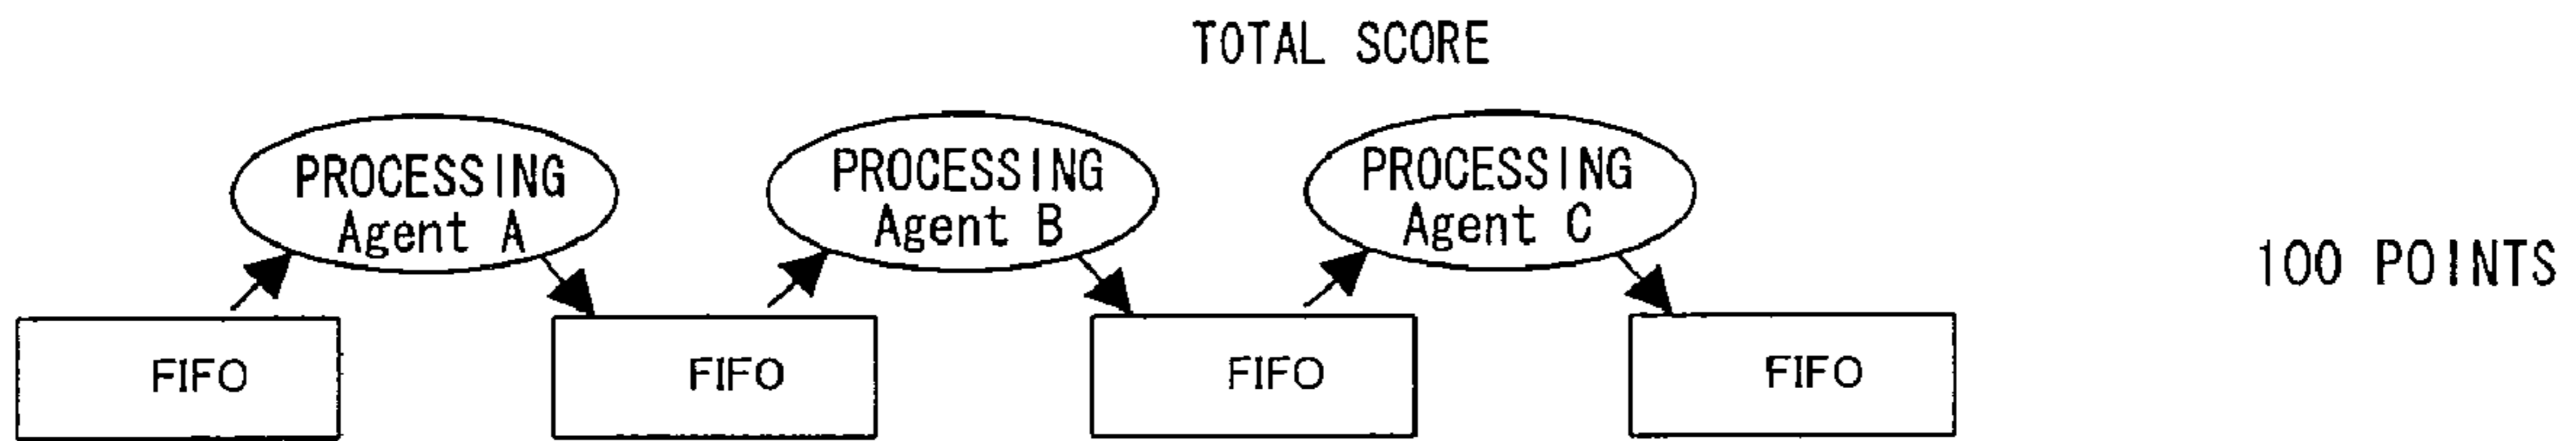 TOTAL SCORE
PROCESSING
Agent A
PROCESSING
Agent B
PROCESSING
Agent C
100 POINTS
FIFO
FIFO
FIFO
FIFO